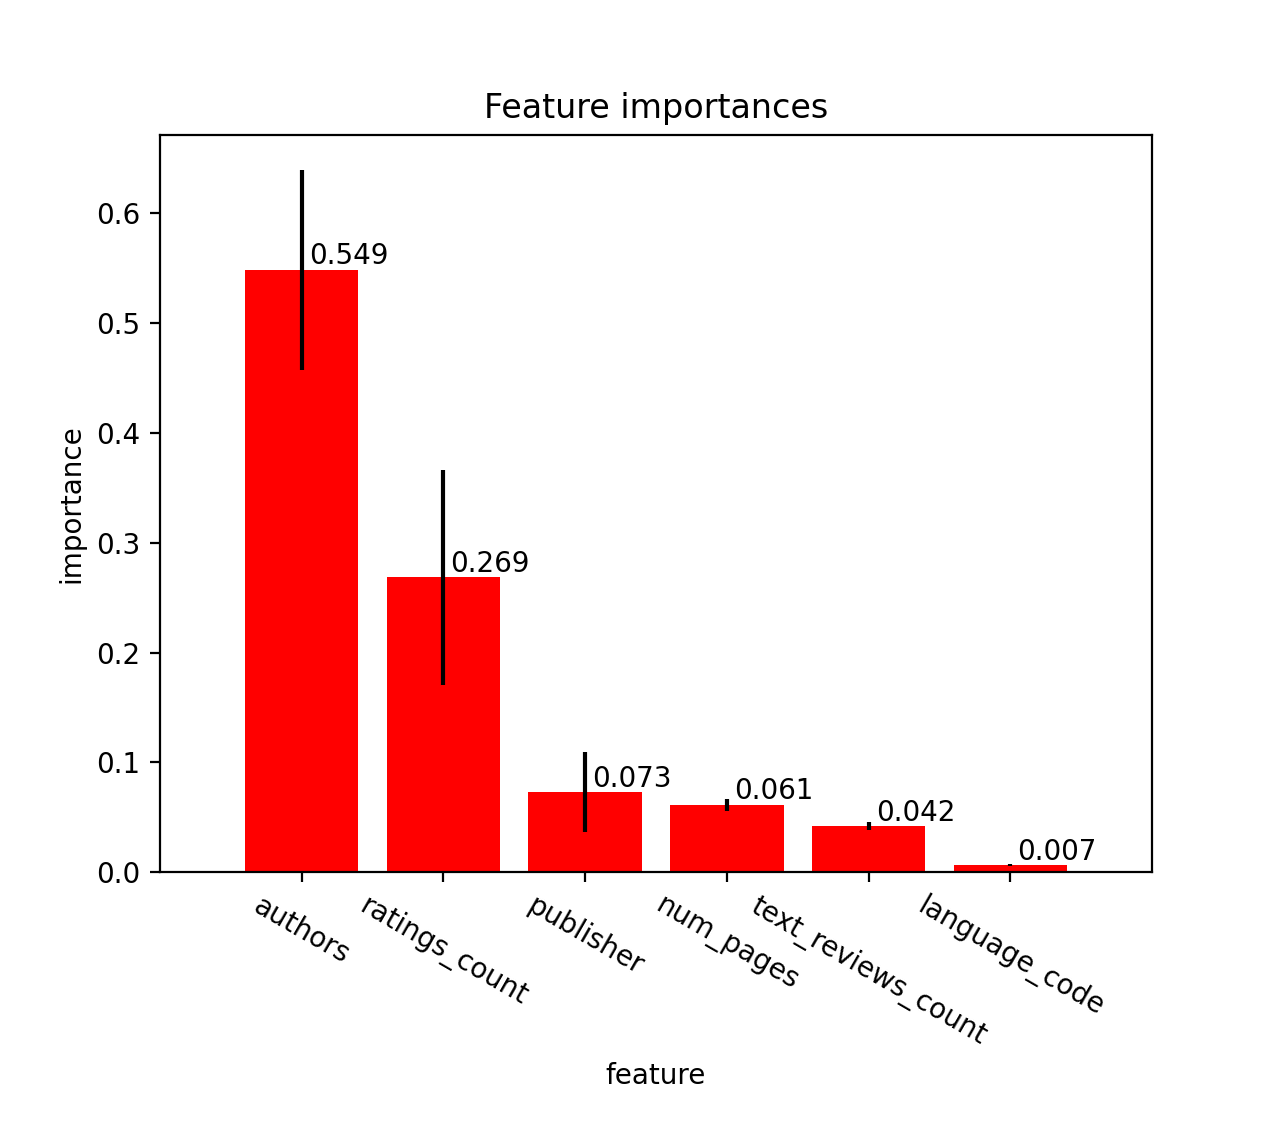 Feature importances
importance
0.6
0.5
0.4
0.3
0.2
0.1
0.0
0.549
0.269
0.073
0.061
0.042
0.007
authors
ratings_count
publisher
num_pages
text_reviews_count
language_code
feature